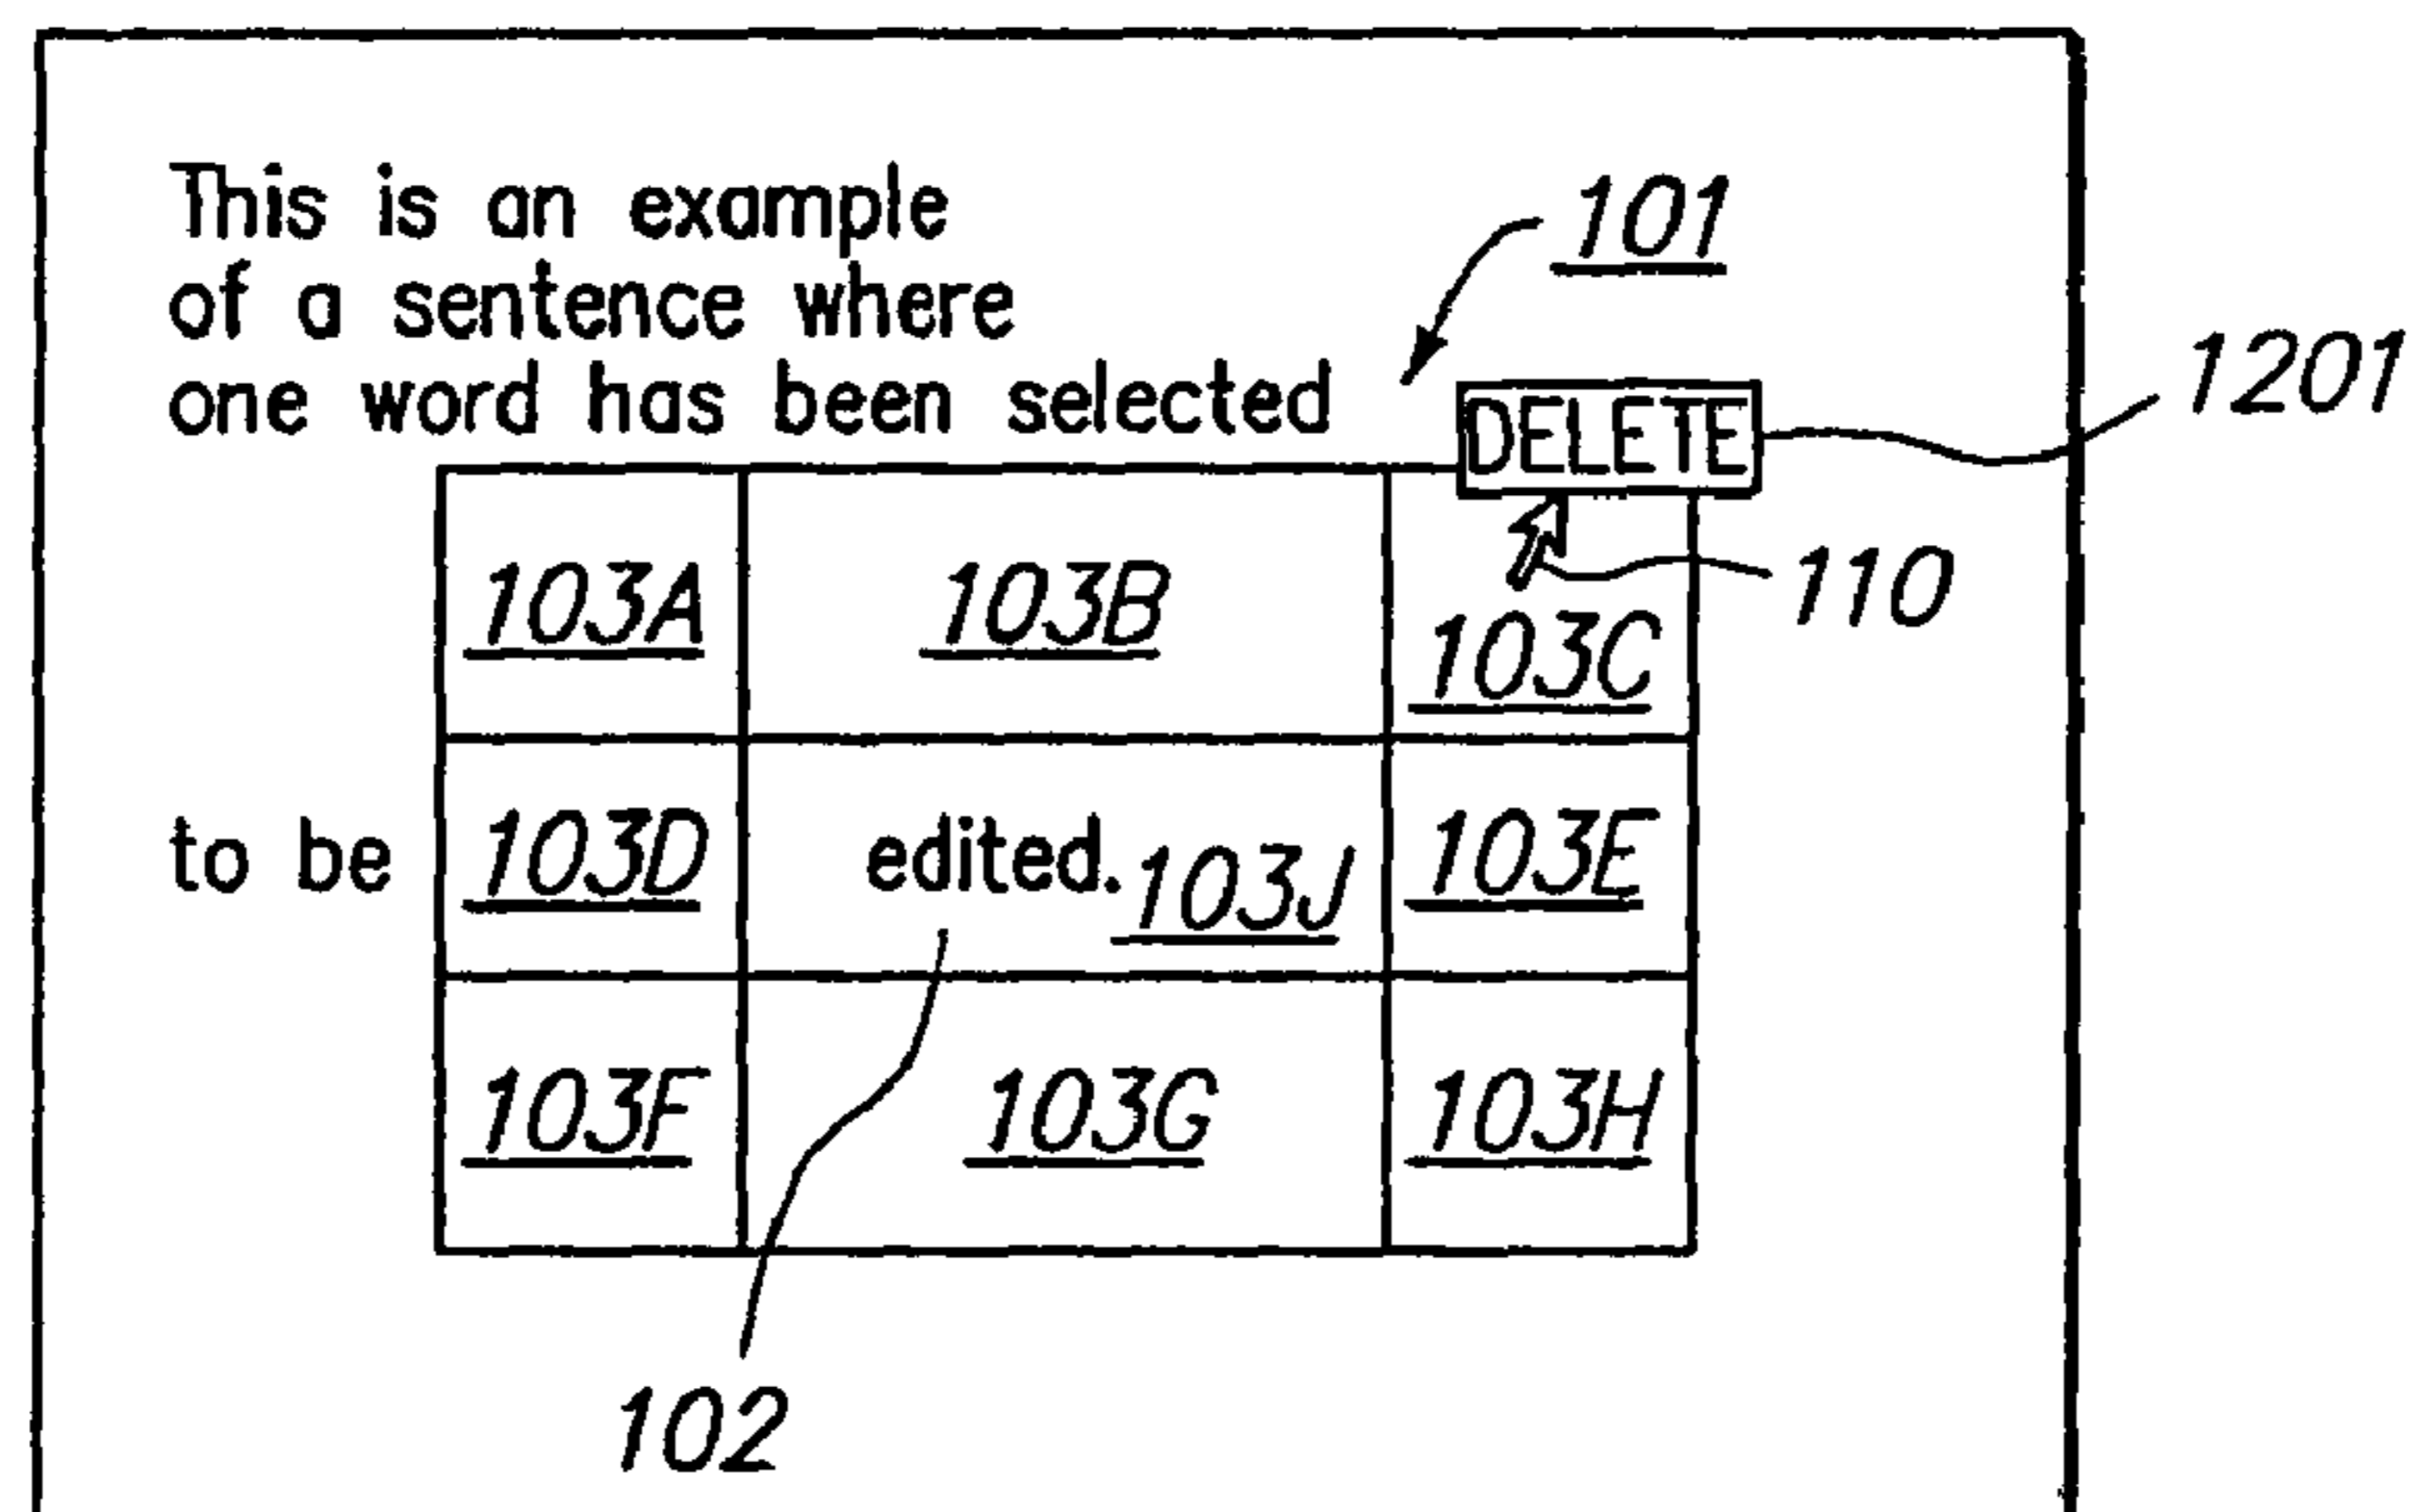 This is an example
101
of a sentence where
1201
one word has been selected
DELETE
110
103A 103B 103C
to be 103D edited. 103J 103E
103F 103G 103H
102